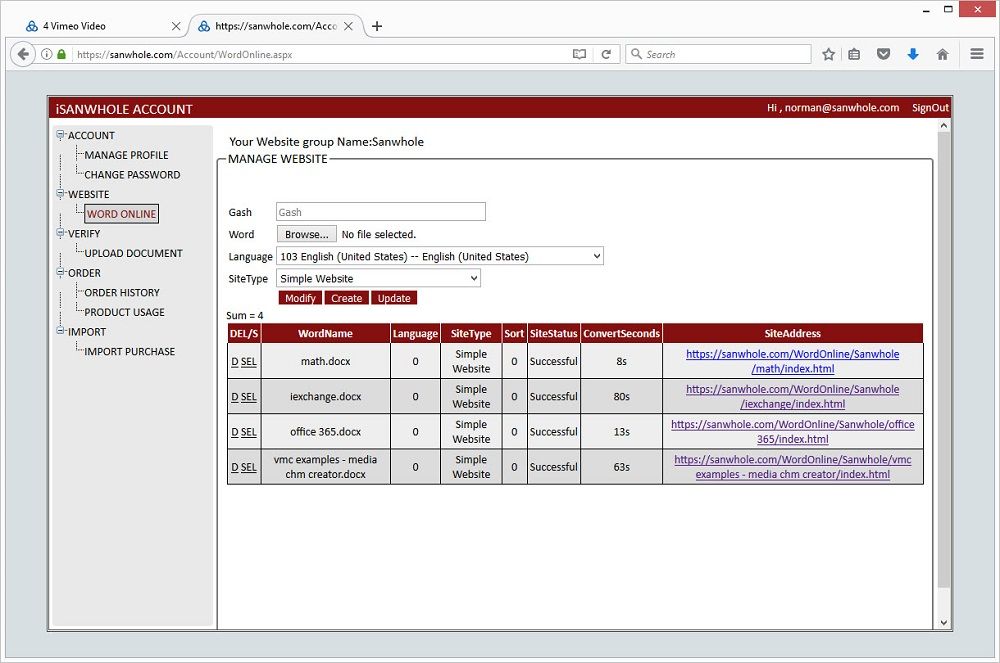 4 Vimeo Video
https://sanwhole.com/Acco
https://sanwhole.com/Account/WordOnline.aspx
Search
iSANWHOLE ACCOUNT
Hi , norman@sanwhole.com SignOut
ACCOUNT
MANAGE PROFILE
CHANGE PASSWORD
WEBSITE
WORD ONLINE
VERIFY
UPLOAD DOCUMENT
ORDER
ORDER HISTORY
PRODUCT USAGE
IMPORT
IMPORT PURCHASE
Your Website group Name:Sanwhole
MANAGE WEBSITE
Gash Gash
Word Browse... No file selected.
Language 103 English (United States) -- English (United States)
SiteType Simple Website
Modify Create Update
Sum = 4
DEL/S WordName Language SiteType Sort SiteStatus ConvertSeconds SiteAddress
D SEL math.docx 0 Simple Website 0 Successful 8s https://sanwhole.com/WordOnline/Sanwhole
/math/index.html
D SEL iexchange.docx 0 Simple Website 0 Successful 80s https://sanwhole.com/WordOnline/Sanwhole
/iexchange/index.html
D SEL office 365.docx 0 Simple Website 0 Successful 13s https://sanwhole.com/WordOnline/Sanwhole/office
365/index.html
D SEL vmc examples - media chm creator.docx 0 Simple Website 0 Successful 63s https://sanwhole.com/WordOnline/Sanwhole/vmc
examples - media chm creator/index.html